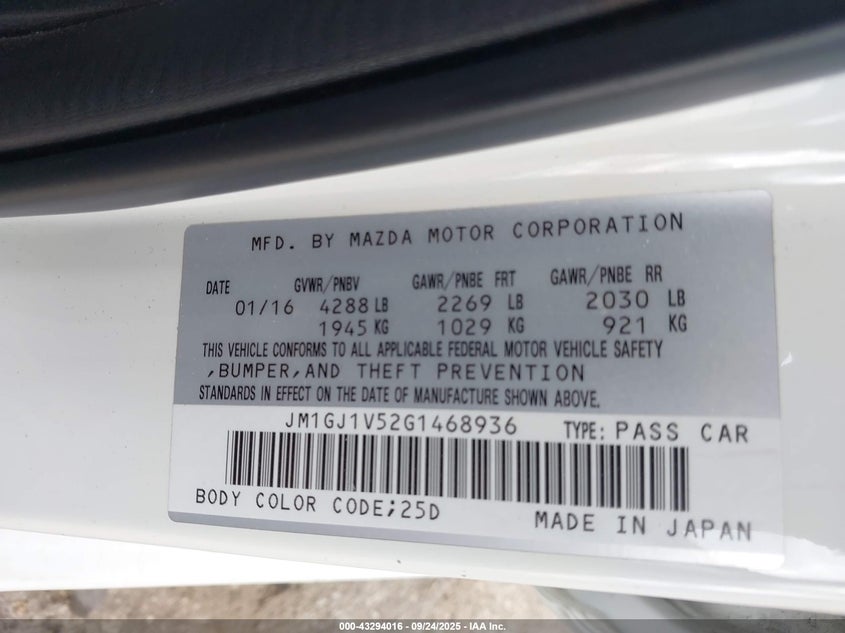 MFD. BY MAZDA MOTOR CORPORATION
DATE GVWR/PNBV GAWR/PNBE FRT GAWR/PNBE RR
01/16 4288 LB 2269 LB 2030 LB
1945 KG 1029 KG 921 KG
THIS VEHICLE CONFORMS TO ALL APPLICABLE FEDERAL MOTOR VEHICLE SAFETY
,BUMPER,AND THEFT PREVENTION
STANDARDS IN EFFECT ON THE DATE OF MANUFACTURE SHOWN ABOVE.
JM1GJ1V52G1468936 TYPE: PASS CAR
BODY COLOR CODE;25D
MADE IN JAPAN
000-43294016 - 09/24/2025 - IAA Inc.